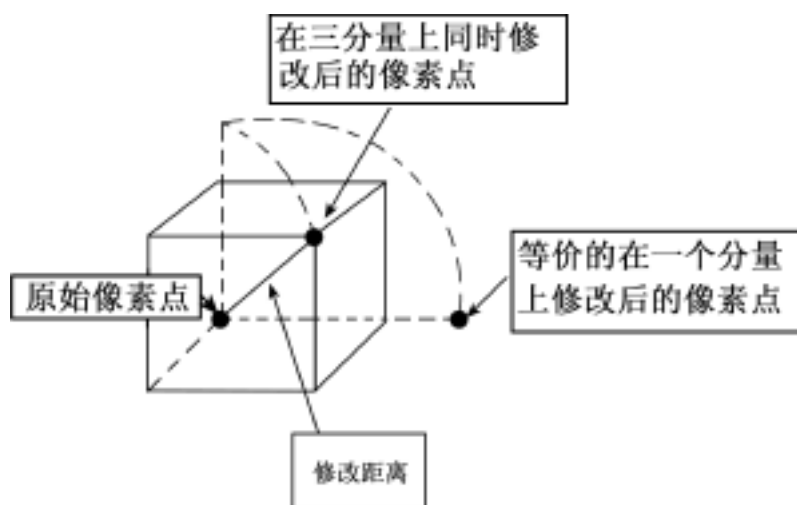 在三分量上同时修
改后的像素点
等价的在一个分量
上修改后的像素点
原始像素点
修改距离